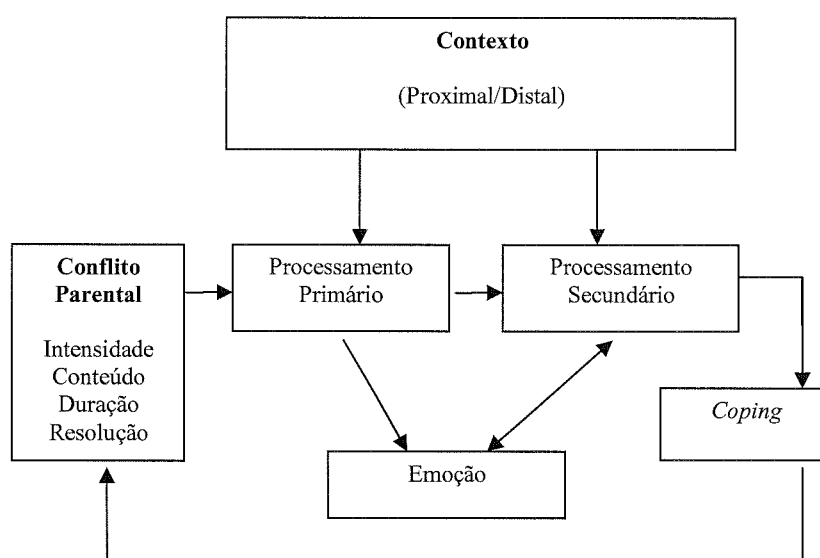 Contexto
(Proximal/Distal)
Conflito
Parental
Intensidade
Conteúdo
Duração
Resolução
Processamento
Primário
Processamento
Secundário
Coping
Emoção